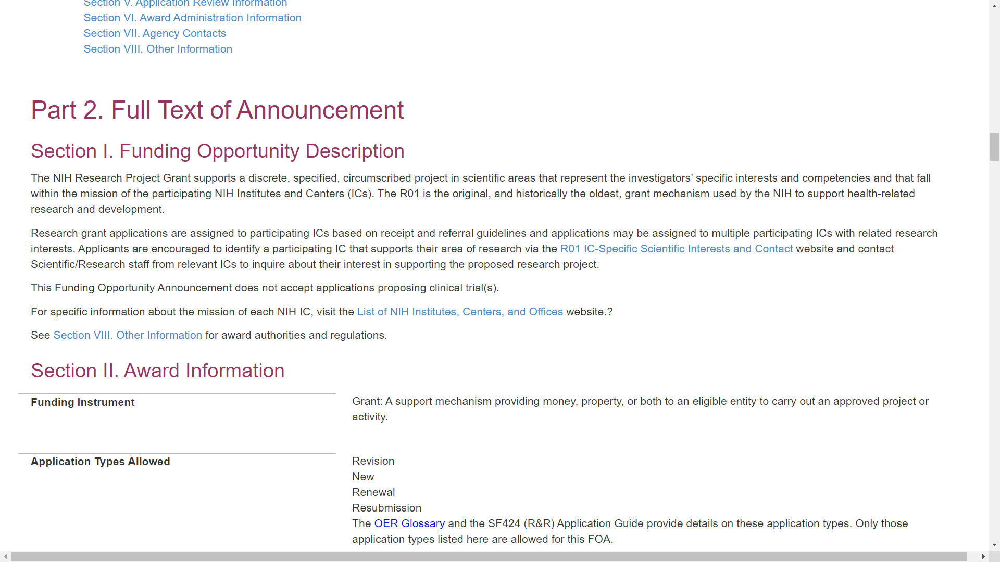 Section V. Application Review Information
Section VI. Award Administration Information
Section VII. Agency Contacts
Section VIII. Other Information
Part 2. Full Text of Announcement
Section I. Funding Opportunity Description
The NIH Research Project Grant supports a discrete, specified, circumscribed project in scientific areas that represent the investigators’ specific interests and competencies and that fall
within the mission of the participating NIH Institutes and Centers (ICs). The R01 is the original, and historically the oldest, grant mechanism used by the NIH to support health-related
research and development.
Research grant applications are assigned to participating ICs based on receipt and referral guidelines and applications may be assigned to multiple participating ICs with related research
interests. Applicants are encouraged to identify a participating IC that supports their area of research via the R01 IC-Specific Scientific Interests and Contact website and contact
Scientific/Research staff from relevant ICs to inquire about their interest in supporting the proposed research project.
This Funding Opportunity Announcement does not accept applications proposing clinical trial(s).
For specific information about the mission of each NIH IC, visit the List of NIH Institutes, Centers, and Offices website.?
See Section VIII. Other Information for award authorities and regulations.
Section II. Award Information
Funding Instrument
Grant: A support mechanism providing money, property, or both to an eligible entity to carry out an approved project or
activity.
Application Types Allowed
Revision
New
Renewal
Resubmission
The OER Glossary and the SF424 (R&R) Application Guide provide details on these application types. Only those
application types listed here are allowed for this FOA.